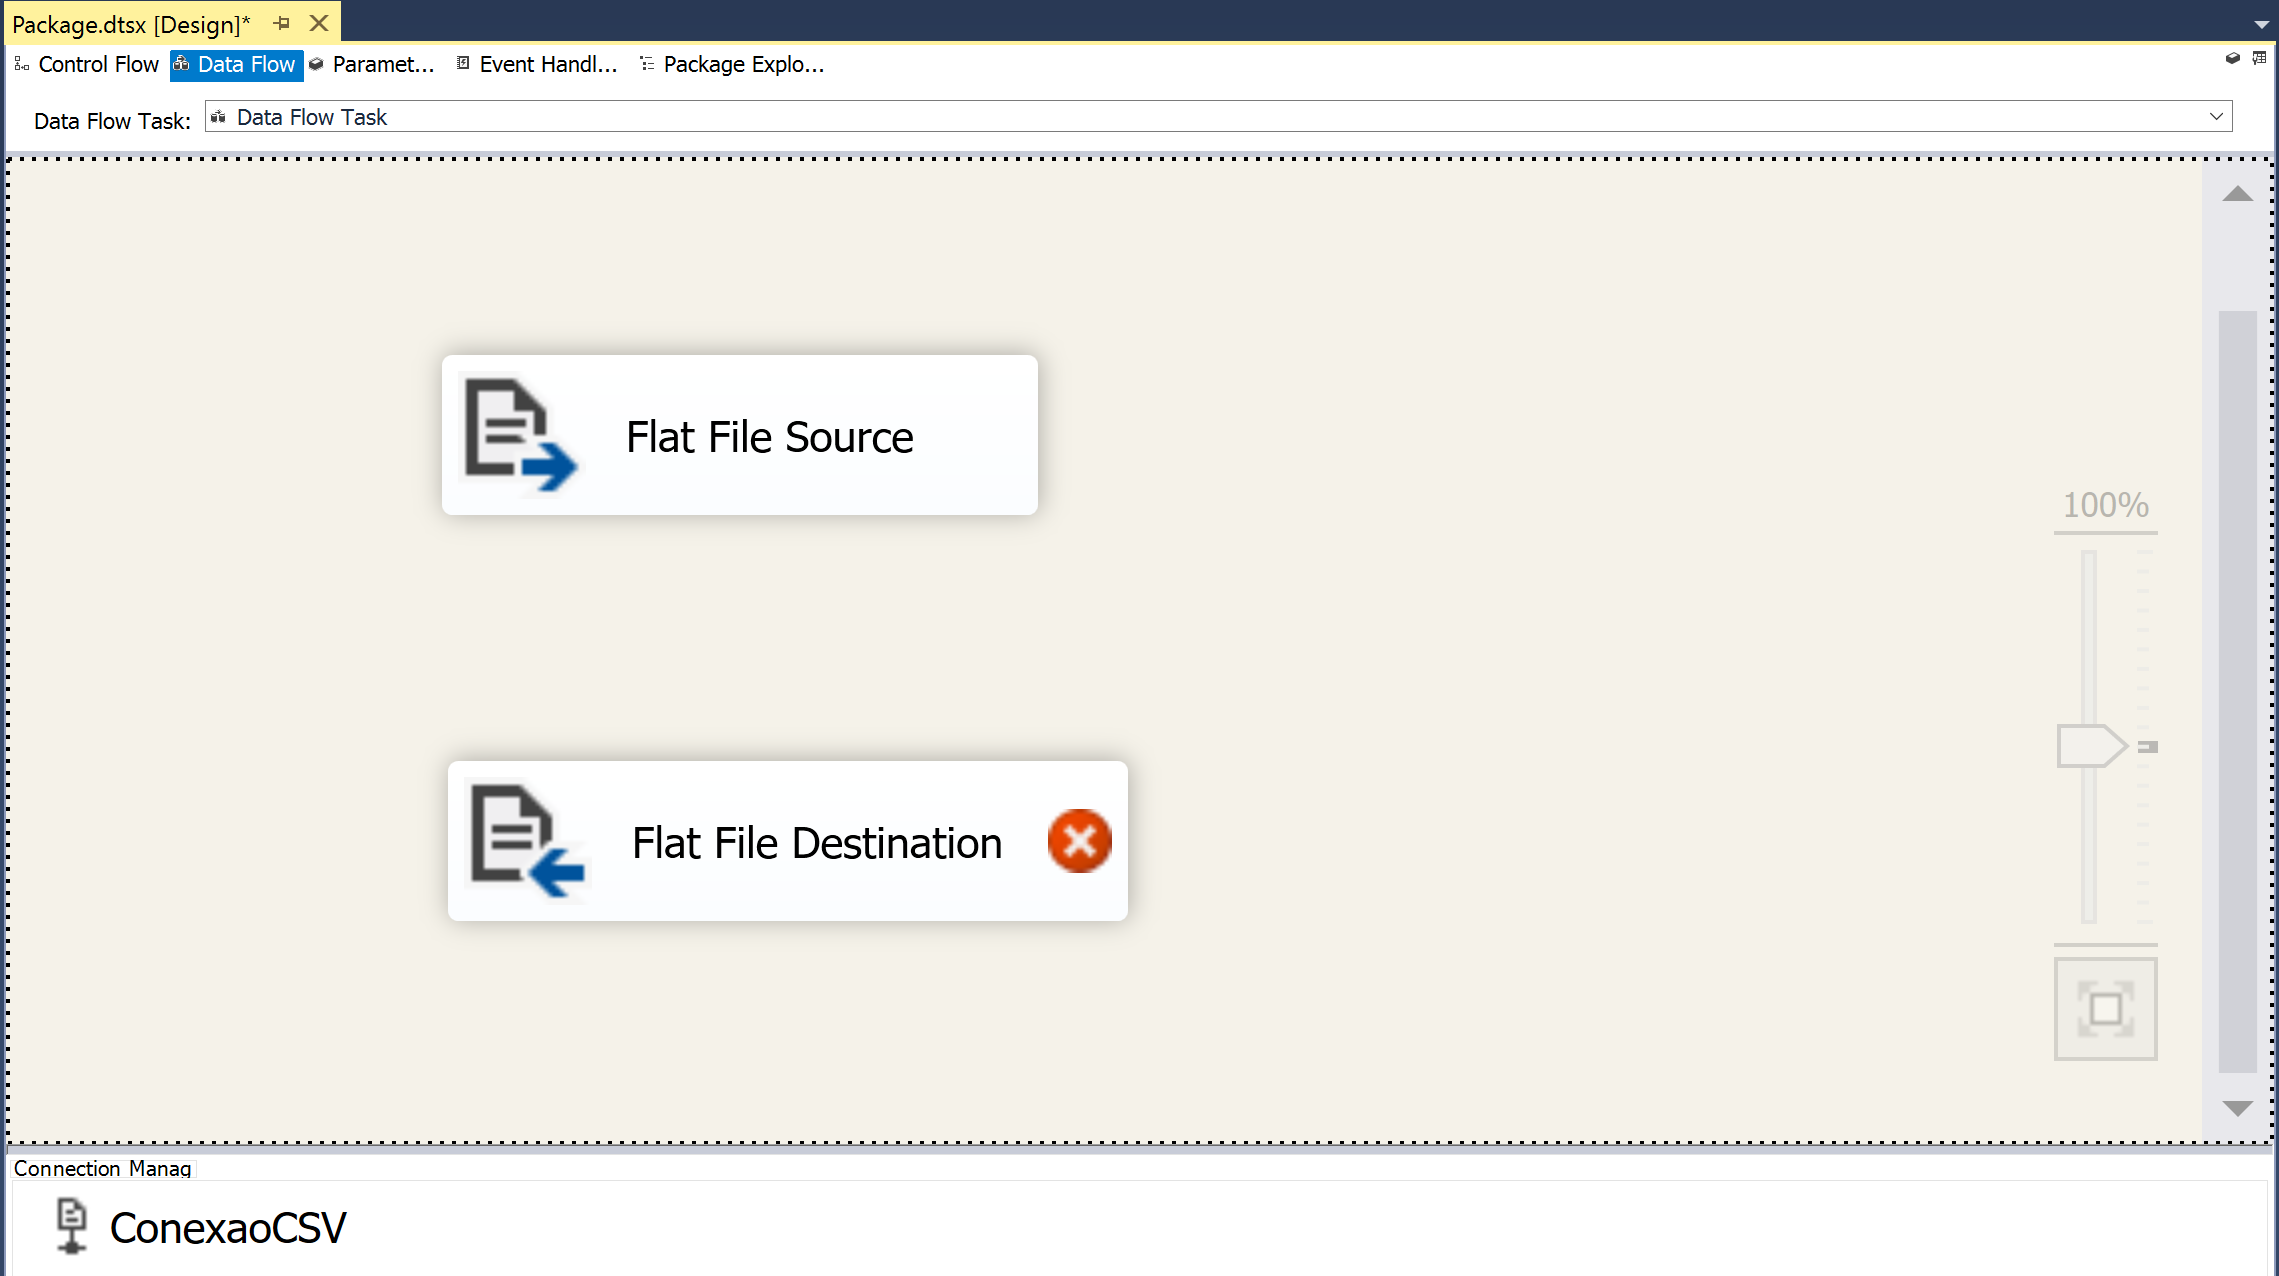 Package.dtsx [Design]*
Control Flow Data Flow Paramet... Event Handl... Package Explo...
Data Flow Task: Data Flow Task
Flat File Source
100%
Flat File Destination
Connection Manag
ConexaoCSV